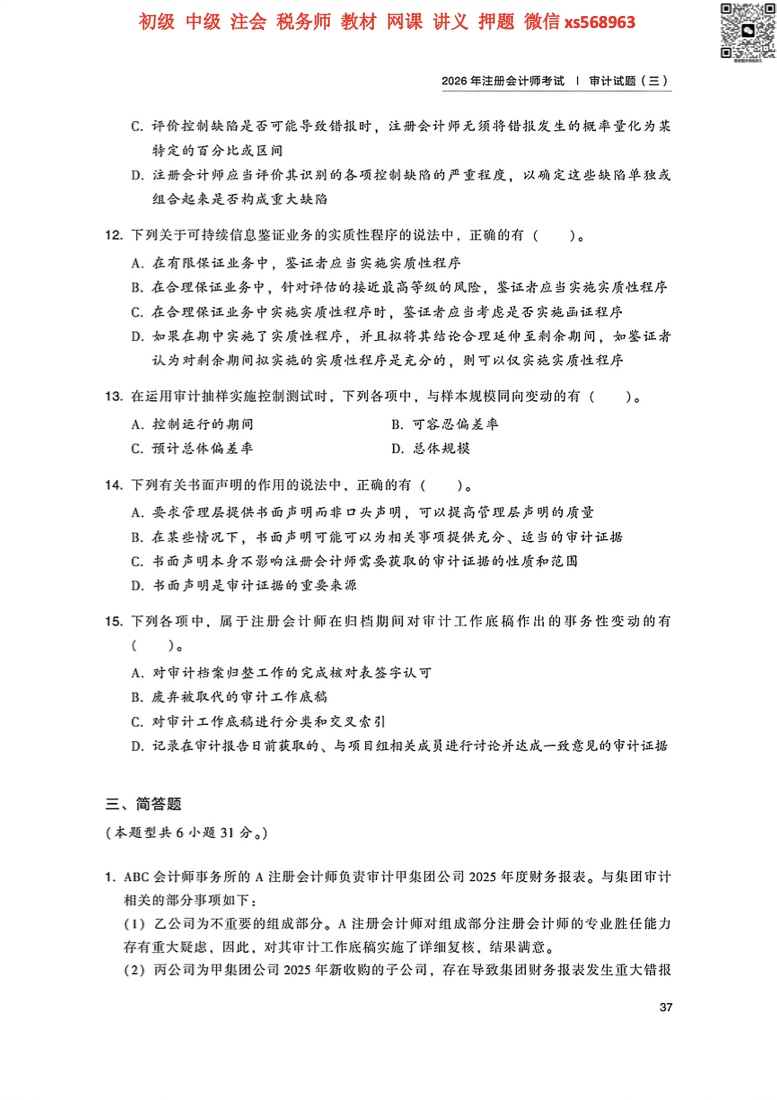 初级 中级 注会 税务师 教材 网课 讲义 押题 微信 xs568963
2026 年注册会计师考试 | 审计试题（三）
C. 评价控制缺陷是否可能导致错报时，注册会计师无须将错报发生的概率量化为某
特定的百分比或区间
D. 注册会计师应当评价其识别的各项控制缺陷的严重程度，以确定这些缺陷单独或
组合起来是否构成重大缺陷
12. 下列关于可持续信息鉴证业务的实质性程序的说法中，正确的有（　　）。
A. 在有限保证业务中，鉴证者应当实施实质性程序
B. 在合理保证业务中，针对评估的接近最高等级的风险，鉴证者应当实施实质性程序
C. 在合理保证业务中实施实质性程序时，鉴证者应当考虑是否实施函证程序
D. 如果在期中实施了实质性程序，并且拟将其结论合理延伸至剩余期间，如鉴证者
认为对剩余期间拟实施的实质性程序是充分的，则可以仅实施实质性程序
13. 在运用审计抽样实施控制测试时，下列各项中，与样本规模同向变动的有（　　）。
A. 控制运行的期间　　B. 可容忍偏差率
C. 预计总体偏差率　　D. 总体规模
14. 下列有关书面声明的作用的说法中，正确的有（　　）。
A. 要求管理层提供书面声明而非口头声明，可以提高管理层声明的质量
B. 在某些情况下，书面声明可能可以为相关事项提供充分、适当的审计证据
C. 书面声明本身不影响注册会计师需要获取的审计证据的性质和范围
D. 书面声明是审计证据的重要来源
15. 下列各项中，属于注册会计师在归档期间对审计工作底稿作出的事务性变动的有
（　　）。
A. 对审计档案归整工作的完成核对表签字认可
B. 废弃被取代的审计工作底稿
C. 对审计工作底稿进行分类和交叉索引
D. 记录在审计报告日前获取的、与项目组相关成员进行讨论并达成一致意见的审计证据
三、简答题
（本题型共 6 小题 31 分。）
1. ABC 会计师事务所的 A 注册会计师负责审计甲集团公司 2025 年度财务报表。与集团审计
相关的部分事项如下：
（1）乙公司为不重要的组成部分。A 注册会计师对组成部分注册会计师的专业胜任能力
存有重大疑虑，因此，对其审计工作底稿实施了详细复核，结果满意。
（2）丙公司为甲集团公司 2025 年新收购的子公司，存在导致集团财务报表发生重大错报
37